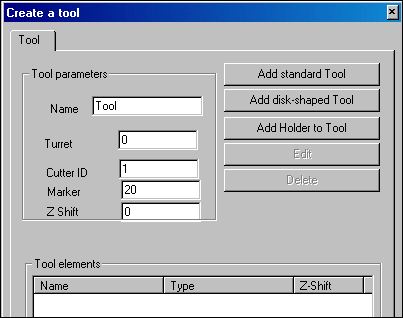 Create a tool
Tool
Tool parameters
Name Tool
Turret 0
Cutter ID 1
Marker 20
Z Shift 0
Add standard Tool
Add disk-shaped Tool
Add Holder to Tool
Edit
Delete
Tool elements
Name Type Z-Shift